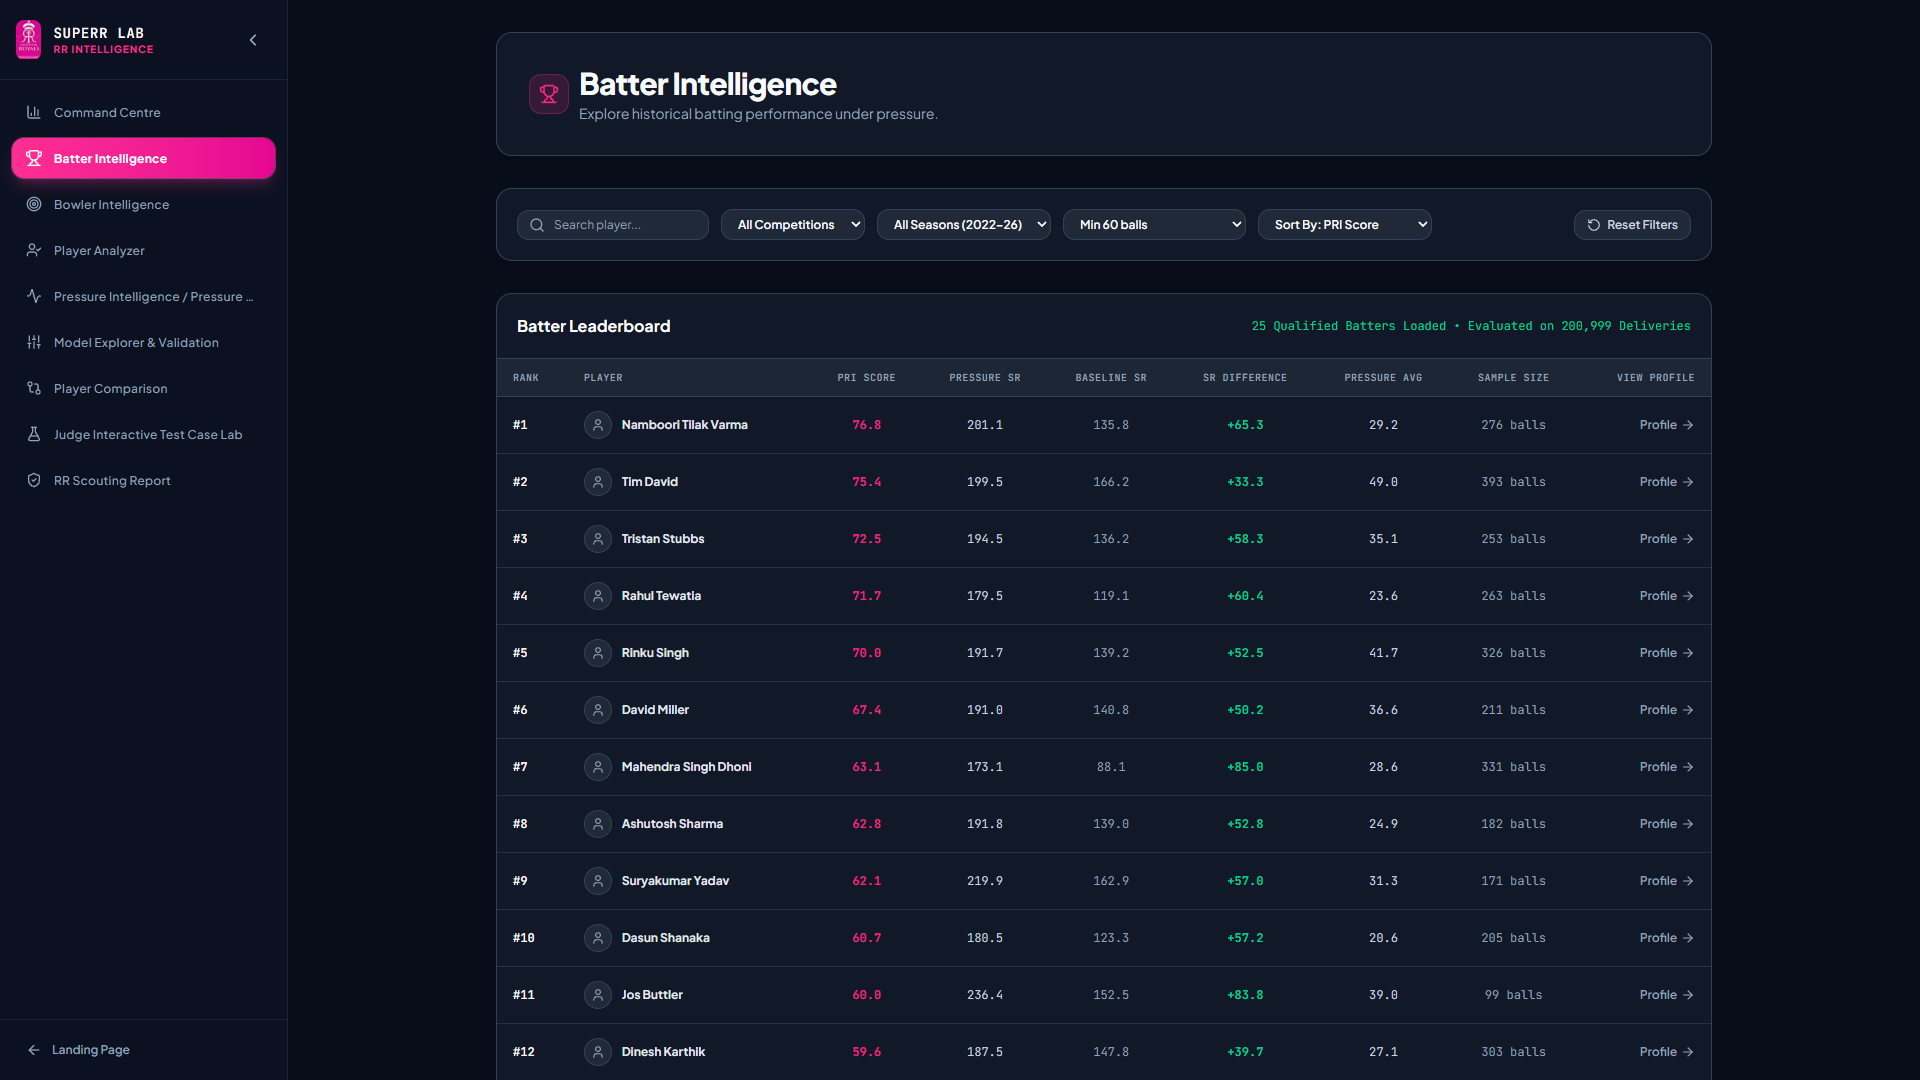 SUPERR LAB
RR INTELLIGENCE
Command Centre
Batter Intelligence
Bowler Intelligence
Player Analyzer
Pressure Intelligence / Pressure ...
Model Explorer & Validation
Player Comparison
Judge Interactive Test Case Lab
RR Scouting Report
Landing Page
Batter Intelligence
Explore historical batting performance under pressure.
Search player... All Competitions All Seasons (2022–26) Min 60 balls Sort By: PRI Score Reset Filters
Batter Leaderboard 25 Qualified Batters Loaded • Evaluated on 200,999 Deliveries
RANK PLAYER PRI SCORE PRESSURE SR BASELINE SR SR DIFFERENCE PRESSURE AVG SAMPLE SIZE VIEW PROFILE
#1 Namboori Tilak Varma 76.8 201.1 135.8 +65.3 29.2 276 balls Profile →
#2 Tim David 75.4 199.5 166.2 +33.3 49.0 393 balls Profile →
#3 Tristan Stubbs 72.5 194.5 136.2 +58.3 35.1 253 balls Profile →
#4 Rahul Tewatia 71.7 179.5 119.1 +60.4 23.6 263 balls Profile →
#5 Rinku Singh 70.0 191.7 139.2 +52.5 41.7 326 balls Profile →
#6 David Miller 67.4 191.0 140.8 +50.2 36.6 211 balls Profile →
#7 Mahendra Singh Dhoni 63.1 173.1 88.1 +85.0 28.6 331 balls Profile →
#8 Ashutosh Sharma 62.8 191.8 139.0 +52.8 24.9 182 balls Profile →
#9 Suryakumar Yadav 62.1 219.9 162.9 +57.0 31.3 171 balls Profile →
#10 Dasun Shanaka 60.7 180.5 123.3 +57.2 20.6 205 balls Profile →
#11 Jos Buttler 60.0 236.4 152.5 +83.8 39.0 99 balls Profile →
#12 Dinesh Karthik 59.6 187.5 147.8 +39.7 27.1 303 balls Profile →